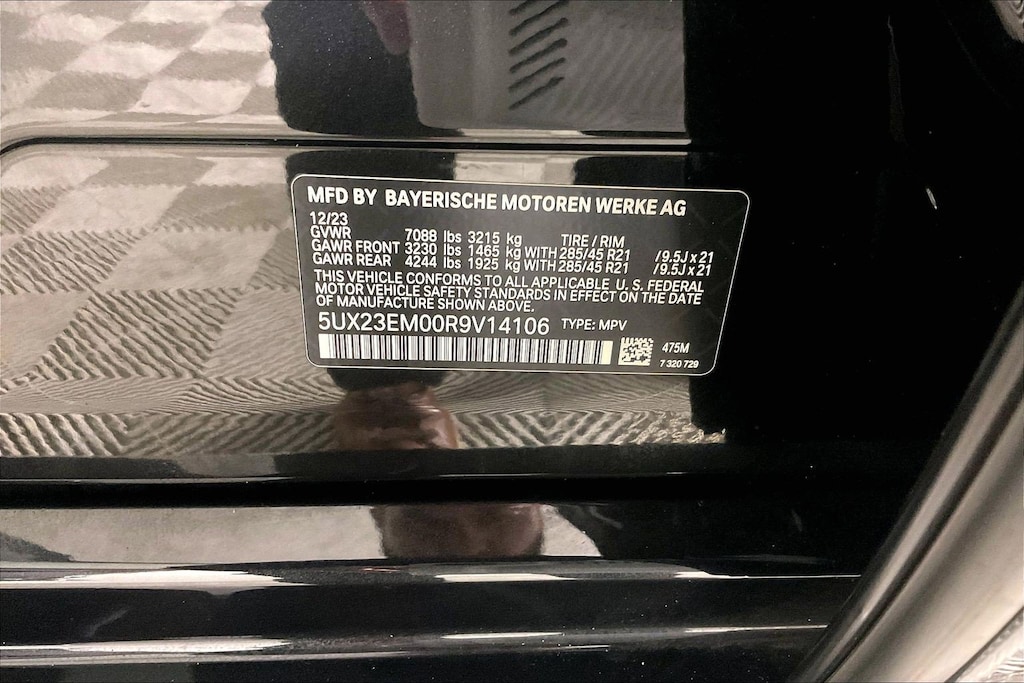 MFD BY BAYERISCHE MOTOREN WERKE AG
12/23
GVWR 7088 lbs 3215 kg TIRE / RIM
GAWR FRONT 3230 lbs 1465 kg WITH 285/45 R21 /9.5J x 21
GAWR REAR 4244 lbs 1925 kg WITH 285/45 R21 /9.5J x 21
THIS VEHICLE CONFORMS TO ALL APPLICABLE U. S. FEDERAL
MOTOR VEHICLE SAFETY STANDARDS IN EFFECT ON THE DATE
OF MANUFACTURE SHOWN ABOVE.
5UX23EM00R9V14106 TYPE: MPV
475M
7 320 729